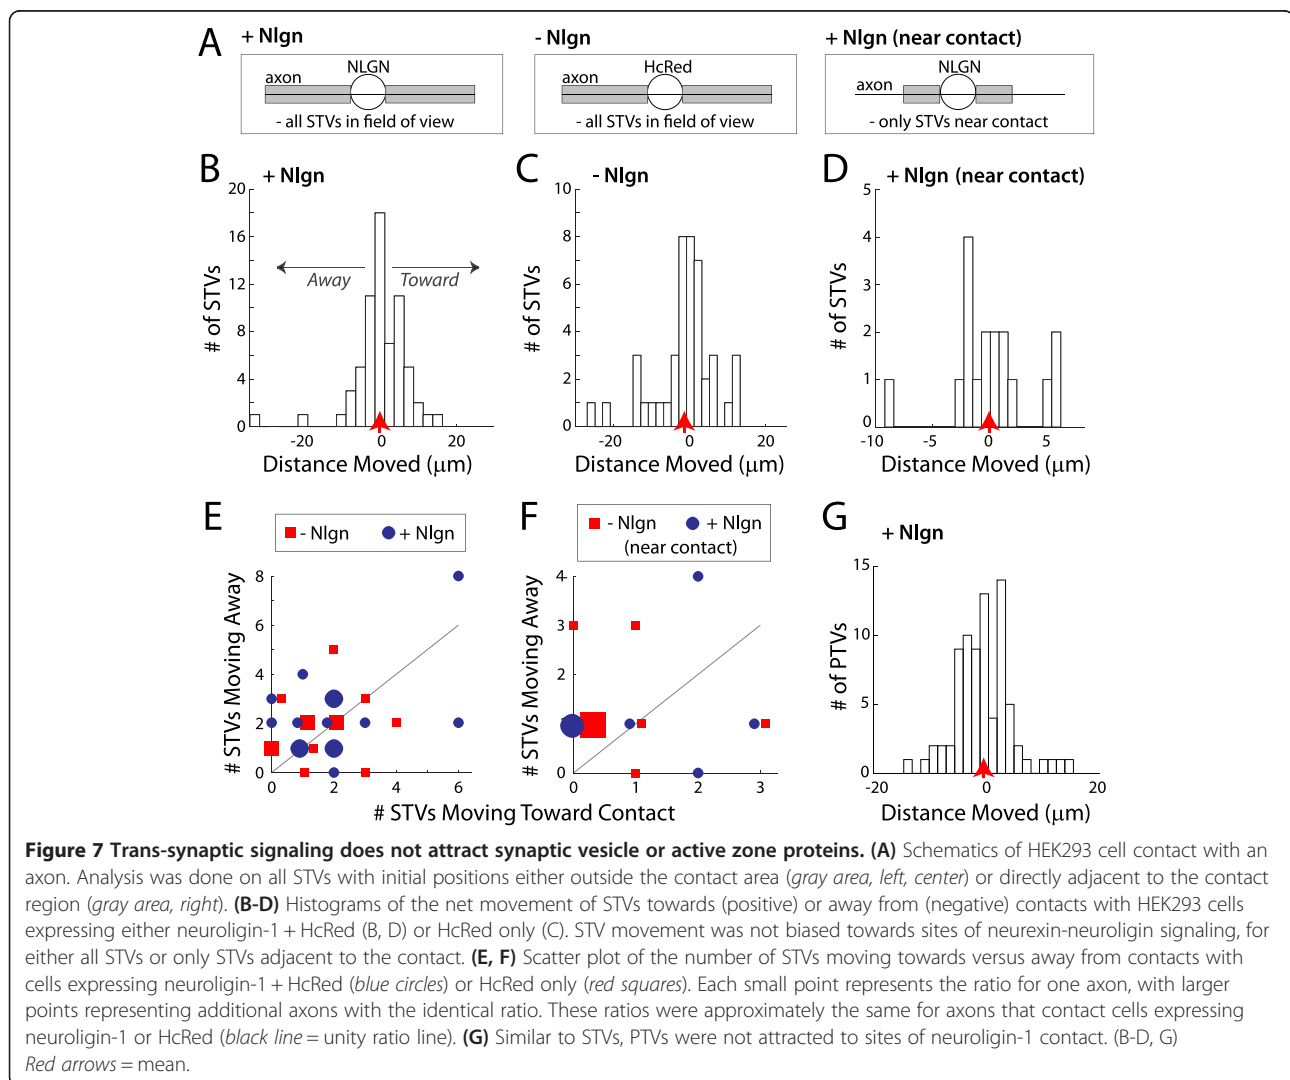 A
+ Nlgn
axon
NLGN
- all STVs in field of view
- Nlgn
axon
HcRed
- all STVs in field of view
+ Nlgn (near contact)
axon
NLGN
- only STVs near contact
B
+ Nlgn
# of STVs
20
16
12
8
4
0
Away
Toward
-20
0
20
Distance Moved (μm)
C
- Nlgn
# of STVs
10
8
6
4
2
0
-20
0
20
Distance Moved (μm)
D
+ Nlgn (near contact)
# of STVs
5
4
3
2
1
0
-10
-5
0
5
Distance Moved (μm)
E
- Nlgn
+ Nlgn
# STVs Moving Away
8
6
4
2
0
0
2
4
6
F
- Nlgn
+ Nlgn
(near contact)
# STVs Moving Away
4
3
2
1
0
0
1
2
3
# STVs Moving Toward Contact
G
+ Nlgn
# of PTVs
15
10
5
0
-20
0
20
Distance Moved (μm)
Figure 7 Trans-synaptic signaling does not attract synaptic vesicle or active zone proteins. (A) Schematics of HEK293 cell contact with an
axon. Analysis was done on all STVs with initial positions either outside the contact area (gray area, left, center) or directly adjacent to the contact
region (gray area, right). (B-D) Histograms of the net movement of STVs towards (positive) or away from (negative) contacts with HEK293 cells
expressing either neuroligin-1 + HcRed (B, D) or HcRed only (C). STV movement was not biased towards sites of neurexin-neuroligin signaling, for
either all STVs or only STVs adjacent to the contact. (E, F) Scatter plot of the number of STVs moving towards versus away from contacts with
cells expressing neuroligin-1 + HcRed (blue circles) or HcRed only (red squares). Each small point represents the ratio for one axon, with larger
points representing additional axons with the identical ratio. These ratios were approximately the same for axons that contact cells expressing
neuroligin-1 or HcRed (black line = unity ratio line). (G) Similar to STVs, PTVs were not attracted to sites of neuroligin-1 contact. (B-D, G)
Red arrows = mean.